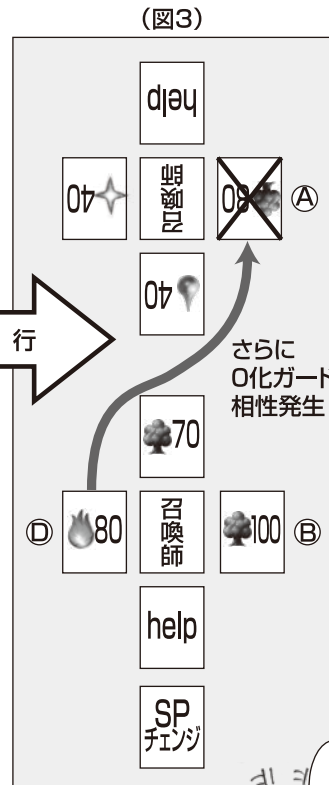 (図3)
help
40
召喚師
80
Ⓐ
40
行
さらに
0化ガード
相性発生
70
Ⓓ
80
召喚師
100
Ⓑ
help
SP
チェンジ